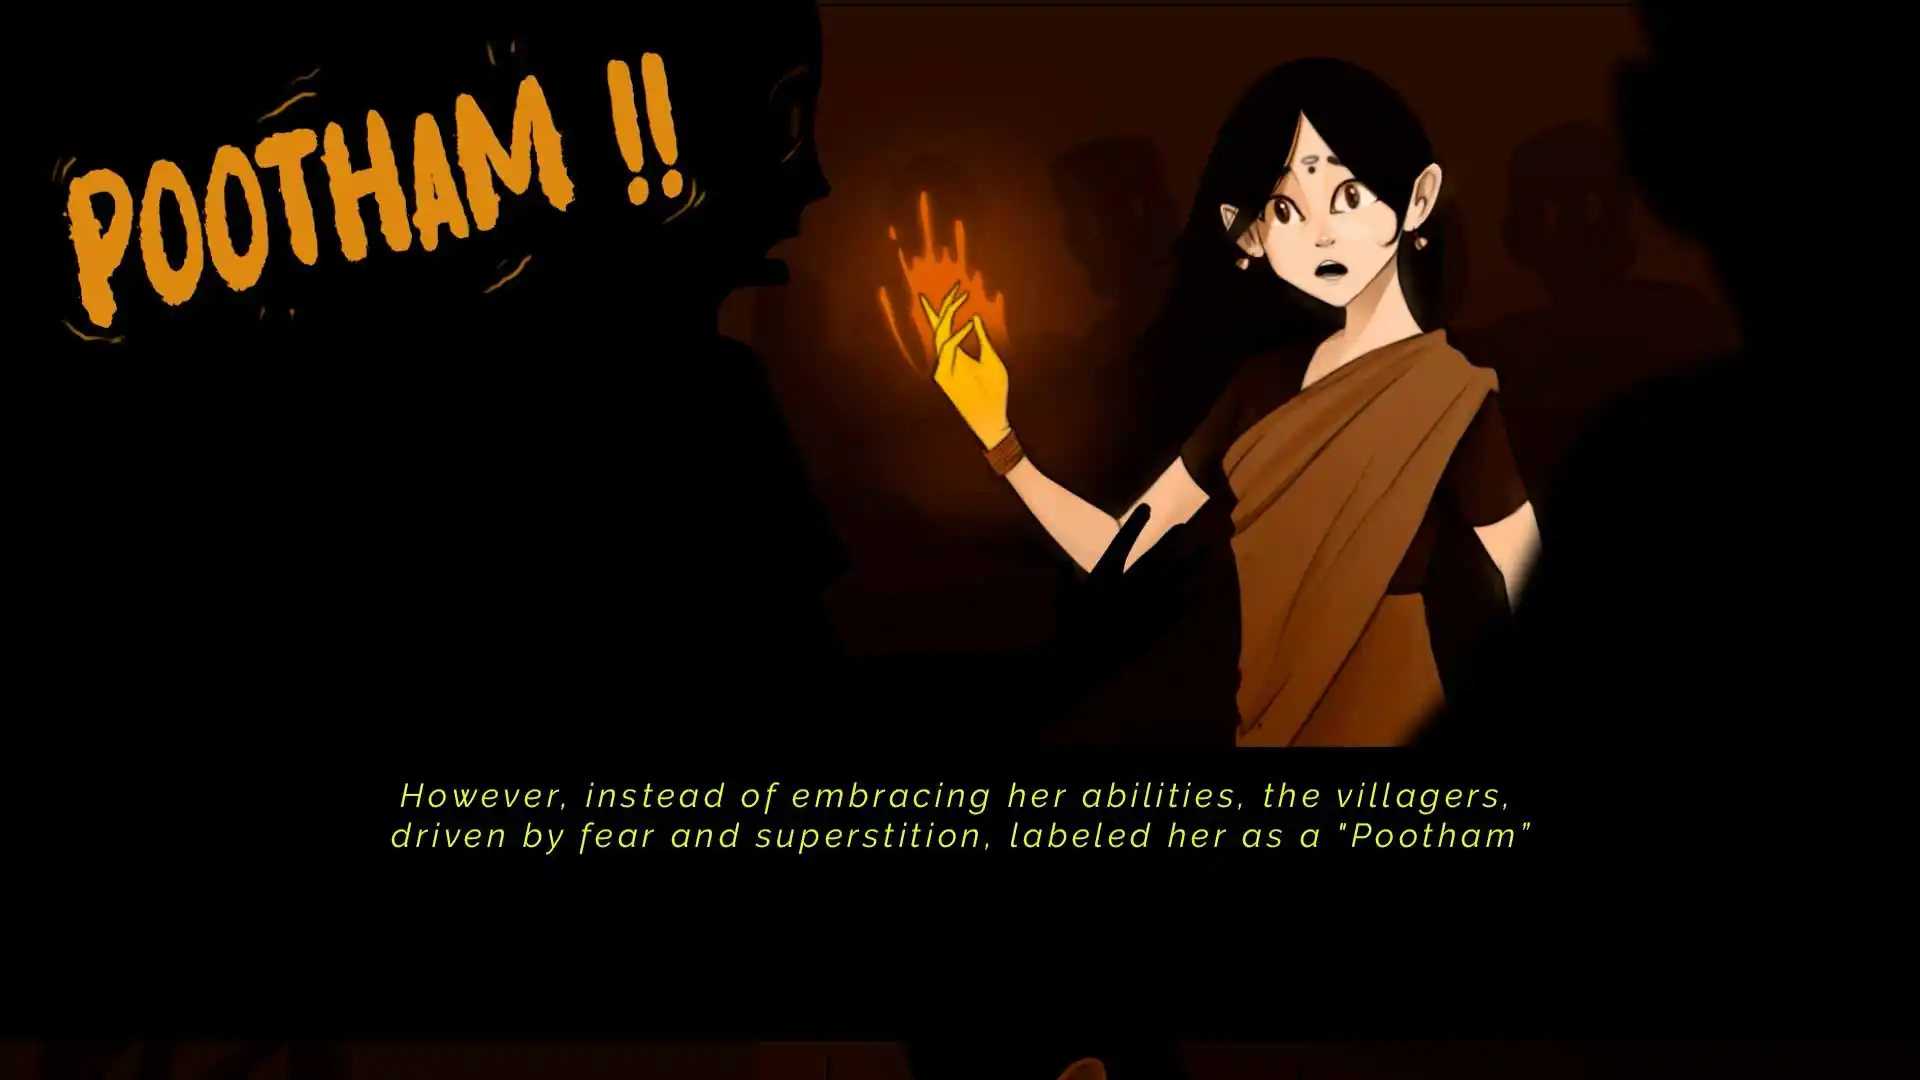 POOTHAM !!
However, instead of embracing her abilities, the villagers,
driven by fear and superstition, labeled her as a "Pootham”